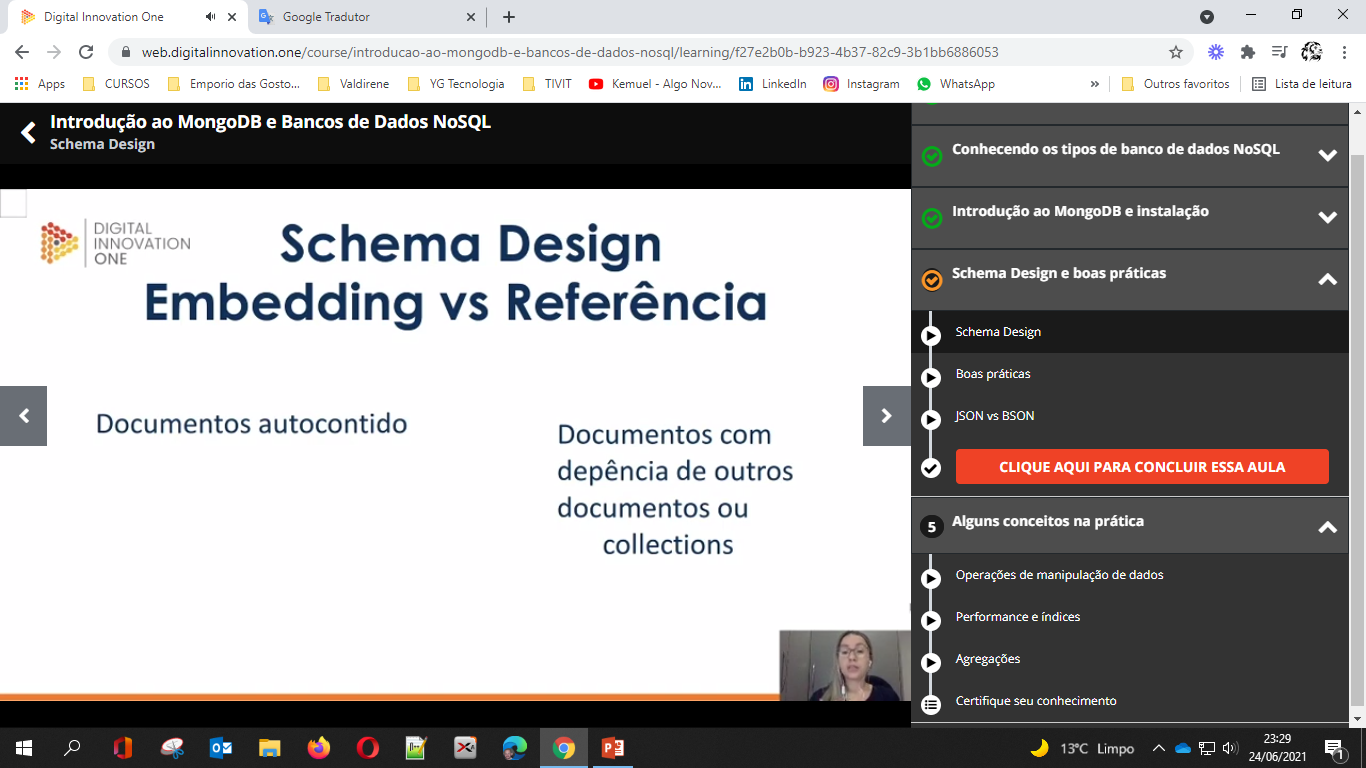 Digital Innovation One
Google Tradutor
web.digitalinnovation.one/course/introducao-ao-mongodb-e-bancos-de-dados-nosql/learning/f27e2b0b-b923-4b37-82c9-3b1bb6886053
Apps
CURSOS
Emporio das Gosto...
Valdirene
YG Tecnologia
TIVIT
Kemuel - Algo Nov...
LinkedIn
Instagram
WhatsApp
»
Outros favoritos
Lista de leitura
Introdução ao MongoDB e Bancos de Dados NoSQL
Schema Design
DIGITAL
INNOVATION
ONE
Schema Design
Embedding vs Referência
Documentos autocontido
Documentos com
depência de outros
documentos ou
collections
Conhecendo os tipos de banco de dados NoSQL
Introdução ao MongoDB e instalação
Schema Design e boas práticas
Schema Design
Boas práticas
JSON vs BSON
CLIQUE AQUI PARA CONCLUIR ESSA AULA
5 Alguns conceitos na prática
Operações de manipulação de dados
Performance e índices
Agregações
Certifique seu conhecimento
13°C Limpo
23:29
24/06/2021
1